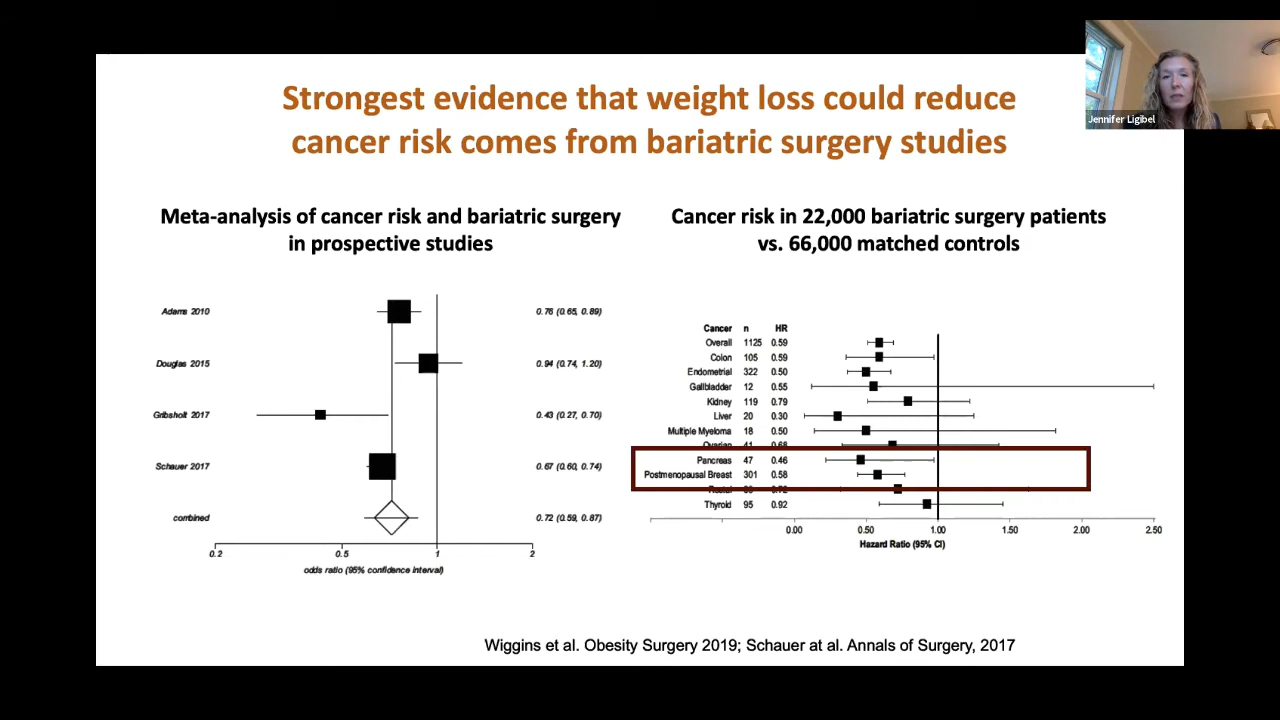 Strongest evidence that weight loss could reduce
cancer risk comes from bariatric surgery studies
Jennifer Ligibel
Meta-analysis of cancer risk and bariatric surgery
in prospective studies
Adams 2010 0.76 (0.65, 0.89)
Douglas 2015 0.94 (0.74, 1.20)
Gribsholt 2017 0.43 (0.27, 0.70)
Schauer 2017 0.67 (0.60, 0.74)
combined 0.72 (0.59, 0.87)
0.2 0.5 1 2
odds ratio (95% confidence interval)
Cancer risk in 22,000 bariatric surgery patients
vs. 66,000 matched controls
Cancer n HR
Overall 1125 0.59
Colon 105 0.59
Endometrial 322 0.50
Gallbladder 12 0.55
Kidney 119 0.79
Liver 20 0.30
Multiple Myeloma 18 0.50
Ovarian 41 0.68
Pancreas 47 0.46
Postmenopausal Breast 301 0.58
Thyroid 95 0.92
0.00 0.50 1.00 1.50 2.00 2.50
Hazard Ratio (95% CI)
Wiggins et al. Obesity Surgery 2019; Schauer at al. Annals of Surgery, 2017